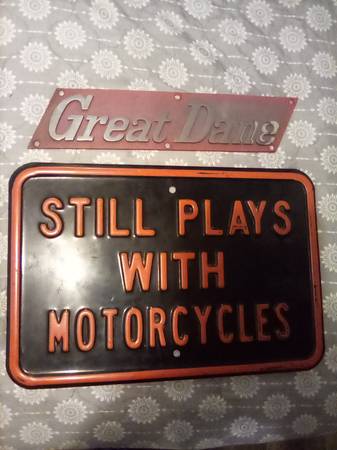 Great Dane
STILL PLAYS
WITH
MOTORCYCLES